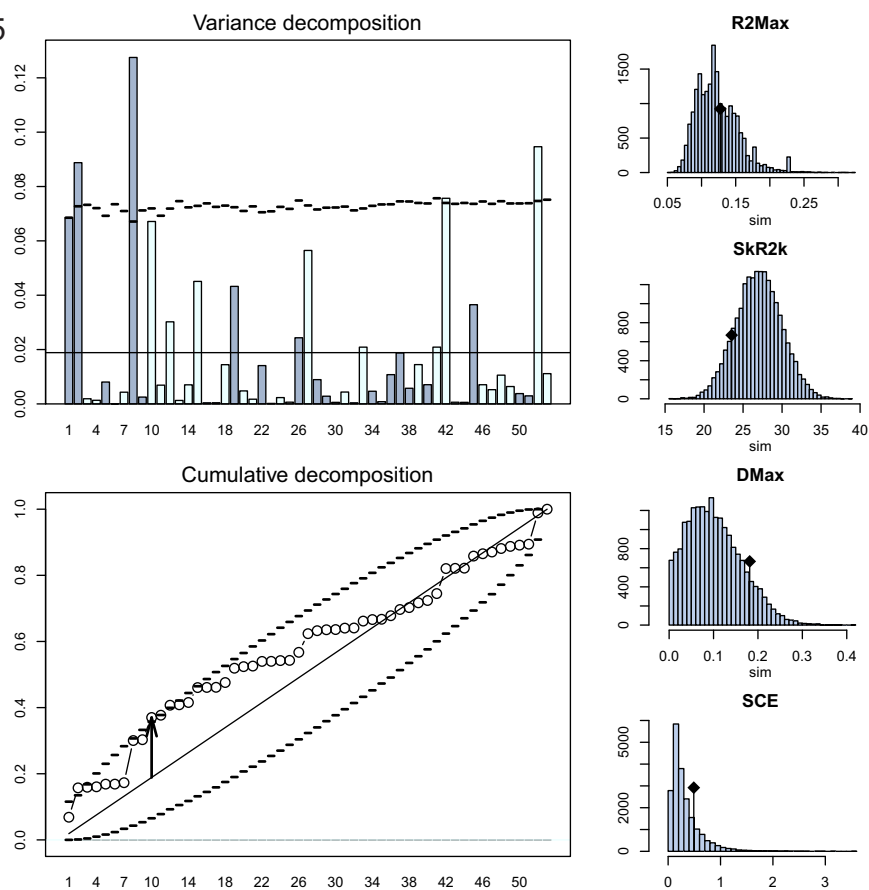 5
Variance decomposition
0.12
0.10
0.08
0.06
0.04
0.02
0.00
1 4 7 10 14 18 22 26 30 34 38 42 46 50
Cumulative decomposition
1.0
0.8
0.6
0.4
0.2
0.0
1 4 7 10 14 18 22 26 30 34 38 42 46 50
R2Max
1500
500
0
0.05 0.15 0.25
sim
SkR2k
800
400
0
15 20 25 30 35 40
sim
DMax
800
400
0
0.0 0.1 0.2 0.3 0.4
sim
SCE
5000
2000
0
0 1 2 3